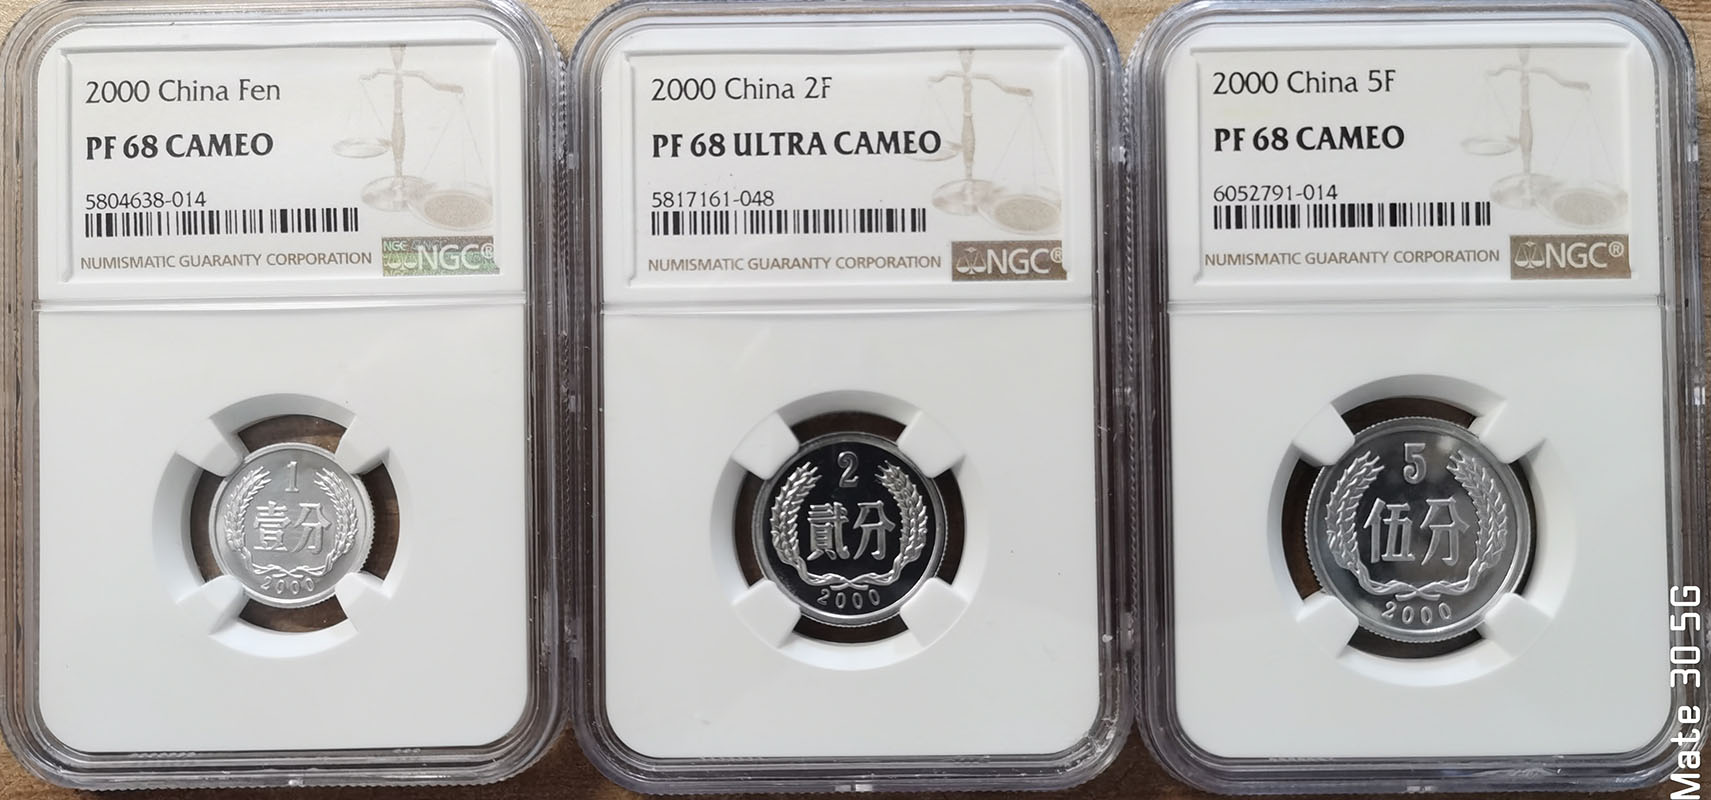 2000 China Fen
PF 68 CAMEO
5804638-014
NUMISMATIC GUARANTY CORPORATION
NGC NGC®
1
壹分
2000
2000 China 2F
PF 68 ULTRA CAMEO
5817161-048
NUMISMATIC GUARANTY CORPORATION
NGC®
2
貳分
2000
2000 China 5F
PF 68 CAMEO
6052791-014
NUMISMATIC GUARANTY CORPORATION
NGC®
5
伍分
2000
Mate 30 5G